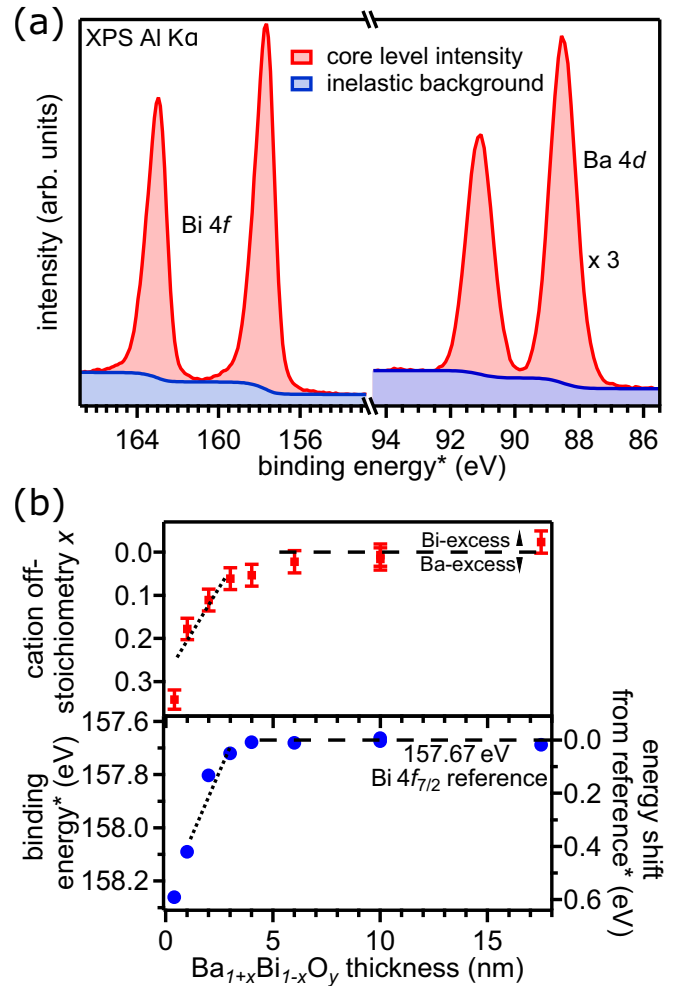 (a)
XPS Al Kα
core level intensity
inelastic background
Bi 4f
Ba 4d
x 3
intensity (arb. units)
164 160 156 94 92 90 88 86
binding energy* (eV)
(b)
cation off-
stoichiometry x
0.0
0.1
0.2
0.3
Bi-excess
Ba-excess
binding
energy* (eV)
157.6
157.8
158.0
158.2
157.67 eV
Bi 4f7/2 reference
0.0
0.2
0.4
0.6
energy shift
from reference* (eV)
0 5 10 15
Ba1+xBi1-xOy thickness (nm)